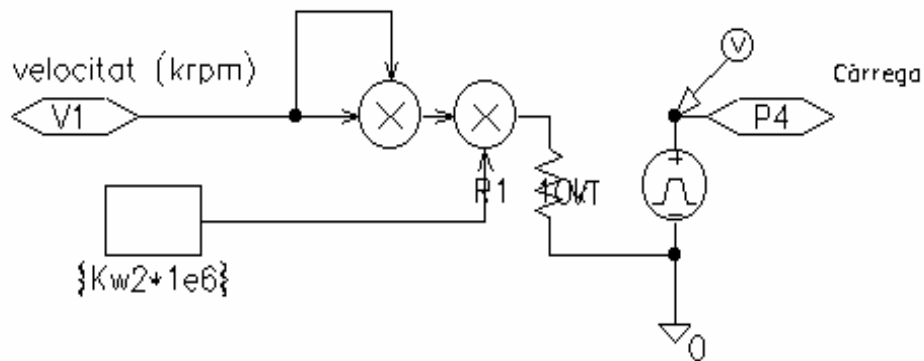 velocitat (krpm)
V
Càrrega
V1
P4
R1
{Kw2*1e6}
0